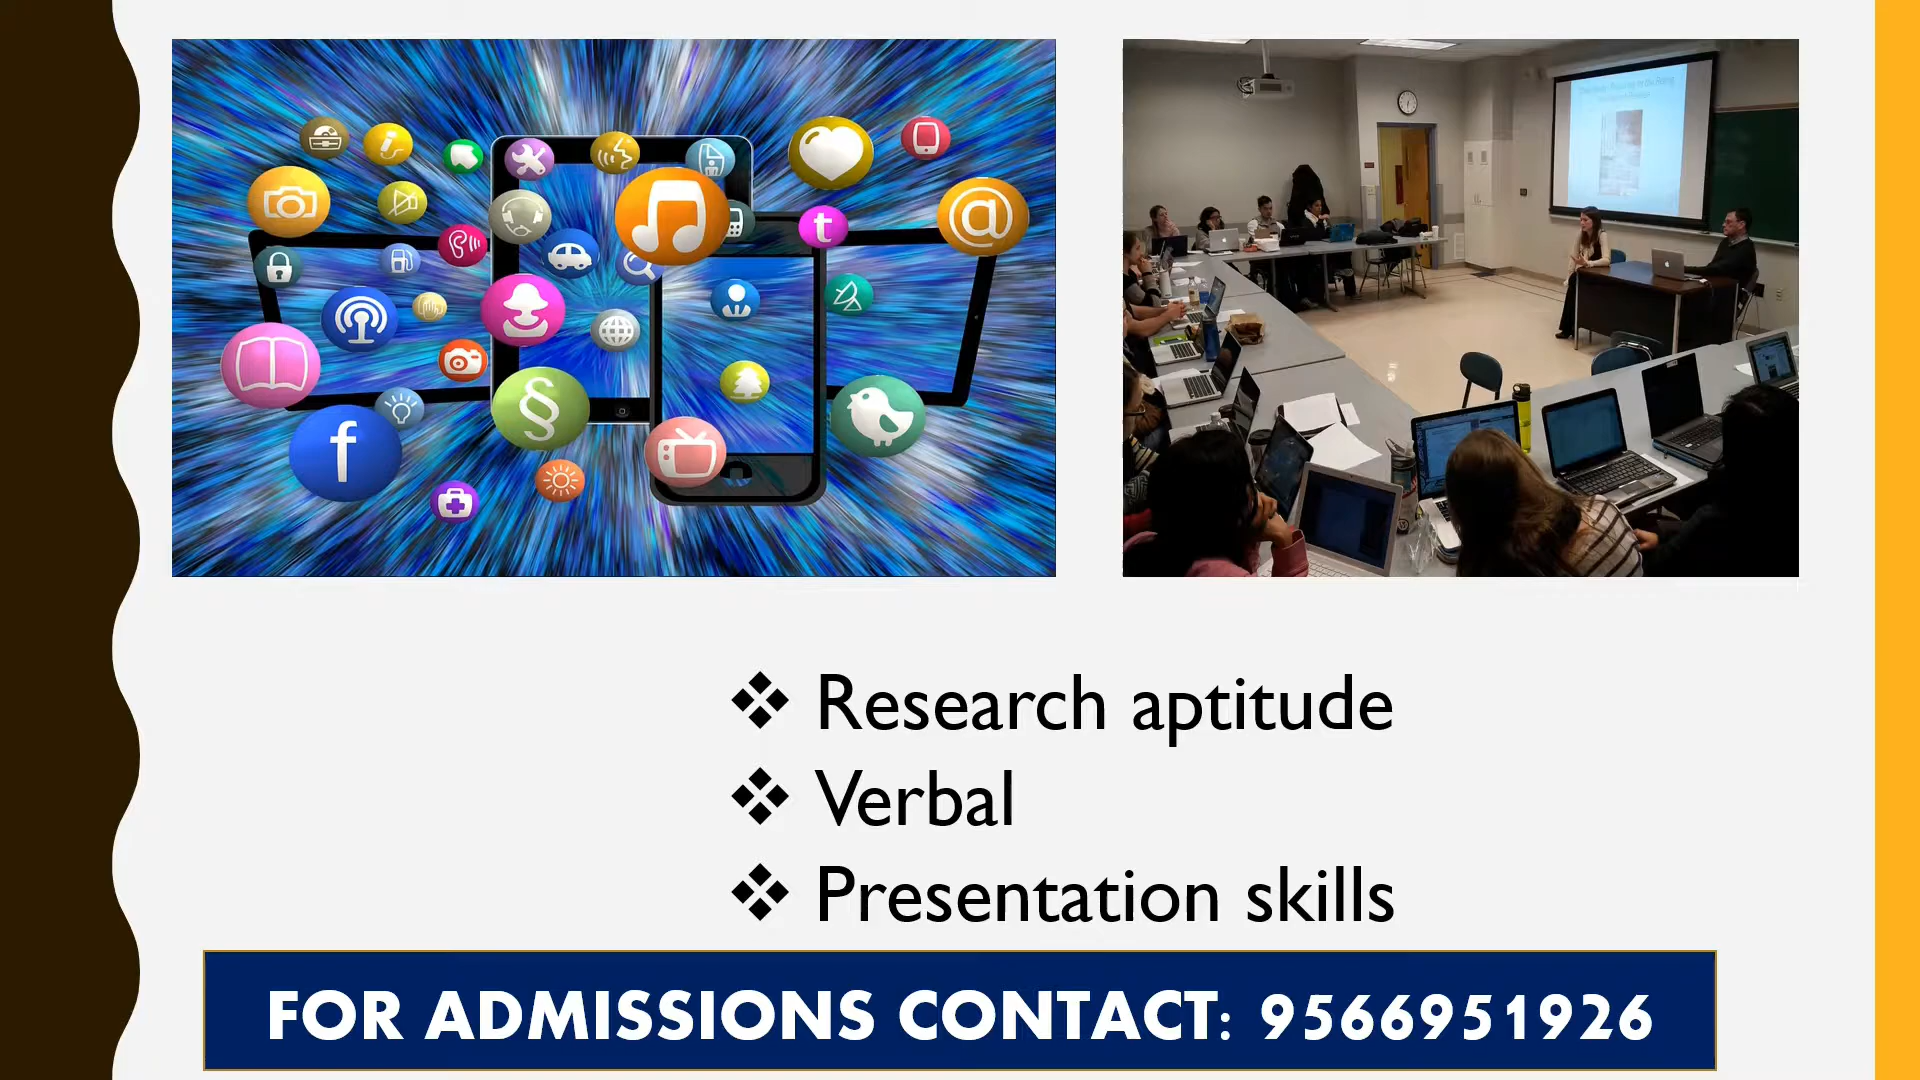 f
t
@
§
❖ Research aptitude
❖ Verbal
❖ Presentation skills
FOR ADMISSIONS CONTACT: 9566951926